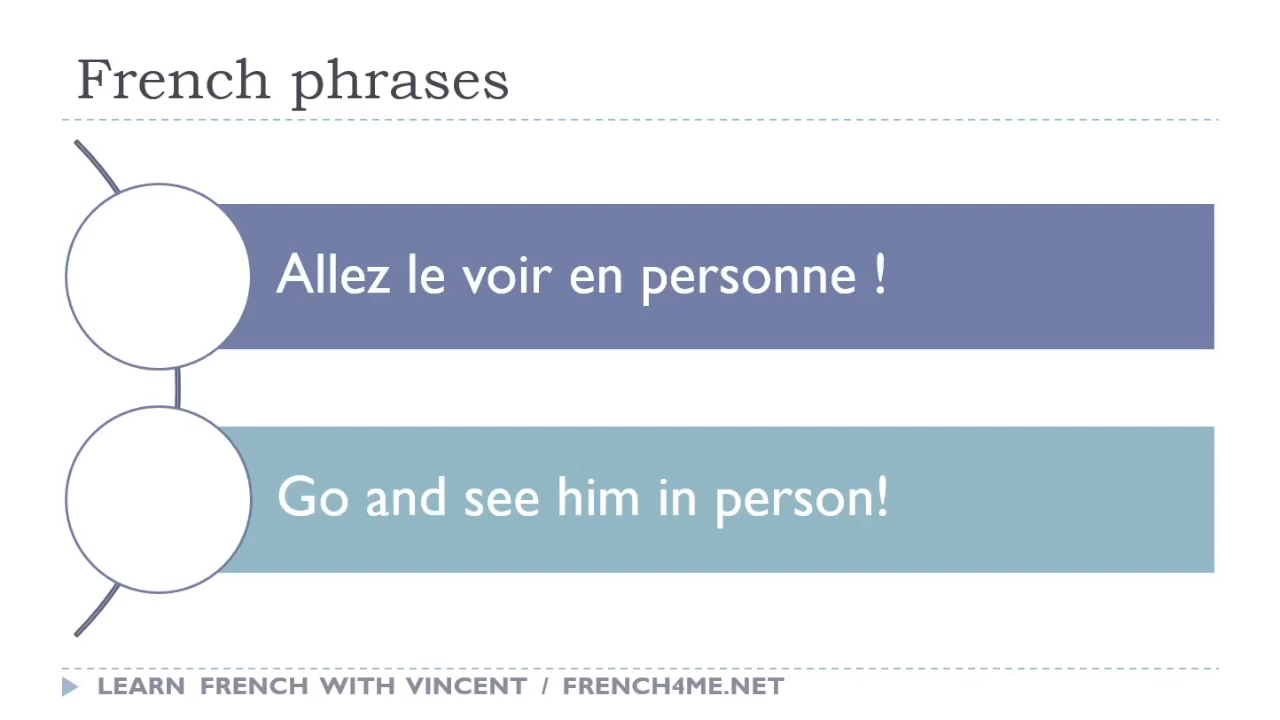 French phrases
Allez le voir en personne !
Go and see him in person!
LEARN FRENCH WITH VINCENT / FRENCH4ME.NET